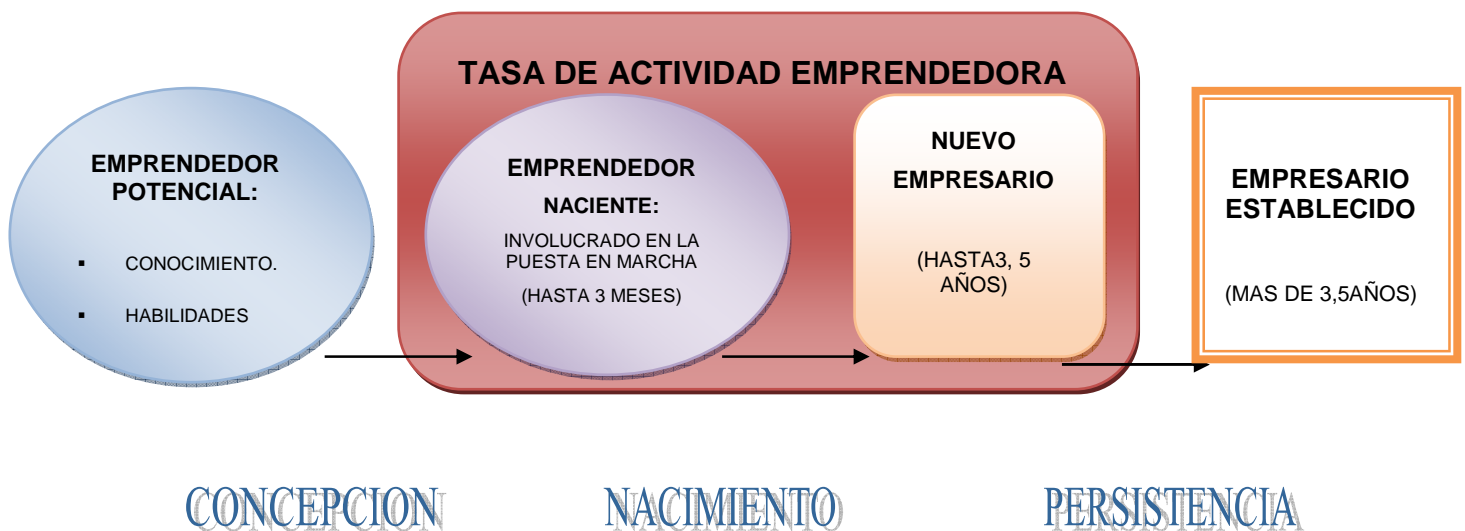 TASA DE ACTIVIDAD EMPRENDEDORA
EMPRENDEDOR
POTENCIAL:
▪ CONOCIMIENTO.
▪ HABILIDADES
EMPRENDEDOR
NACIENTE:
INVOLUCRADO EN LA
PUESTA EN MARCHA
(HASTA 3 MESES)
NUEVO
EMPRESARIO
(HASTA3, 5
AÑOS)
EMPRESARIO
ESTABLECIDO
(MAS DE 3,5AÑOS)
CONCEPCION
NACIMIENTO
PERSISTENCIA